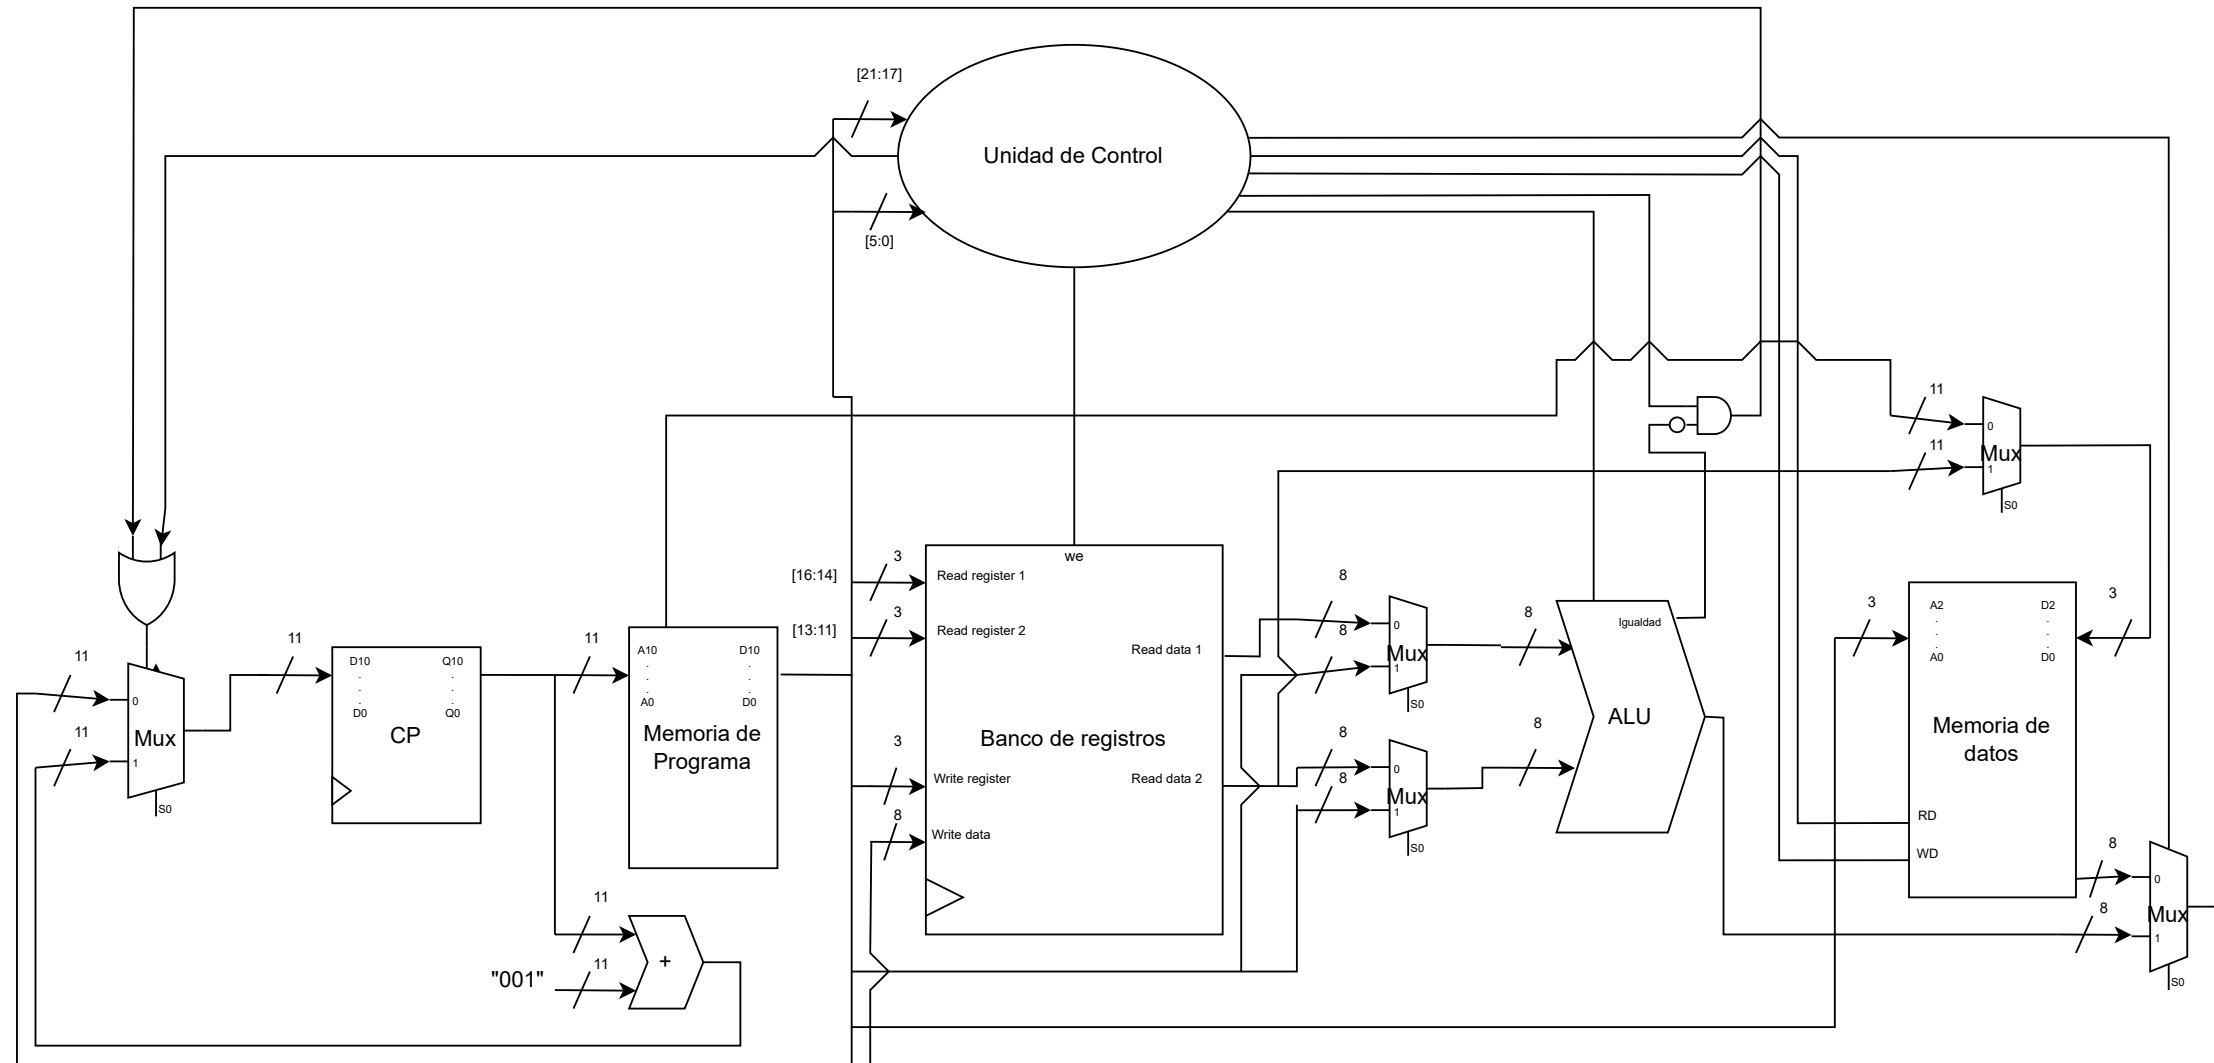 [21:17]
Unidad de Control
[5:0]
11
0
11
Mux
1
S0
[16:14]
3
[13:11]
3
we
Read register 1
Read register 2
Read data 1
Banco de registros
3
Write register
Read data 2
8
Write data
8
0
8
Mux
1
S0
8
8
0
8
Mux
1
S0
8
Igualdad
ALU
3
A2
.
.
.
A0
D2
.
.
.
D0
3
Memoria de
datos
RD
WD
8
0
8
Mux
1
S0
11
0
11
Mux
1
S0
11
D10
.
.
.
D0
Q10
.
.
.
Q0
CP
11
A10
.
.
.
A0
D10
.
.
.
D0
Memoria de
Programa
11
"001"
11
+